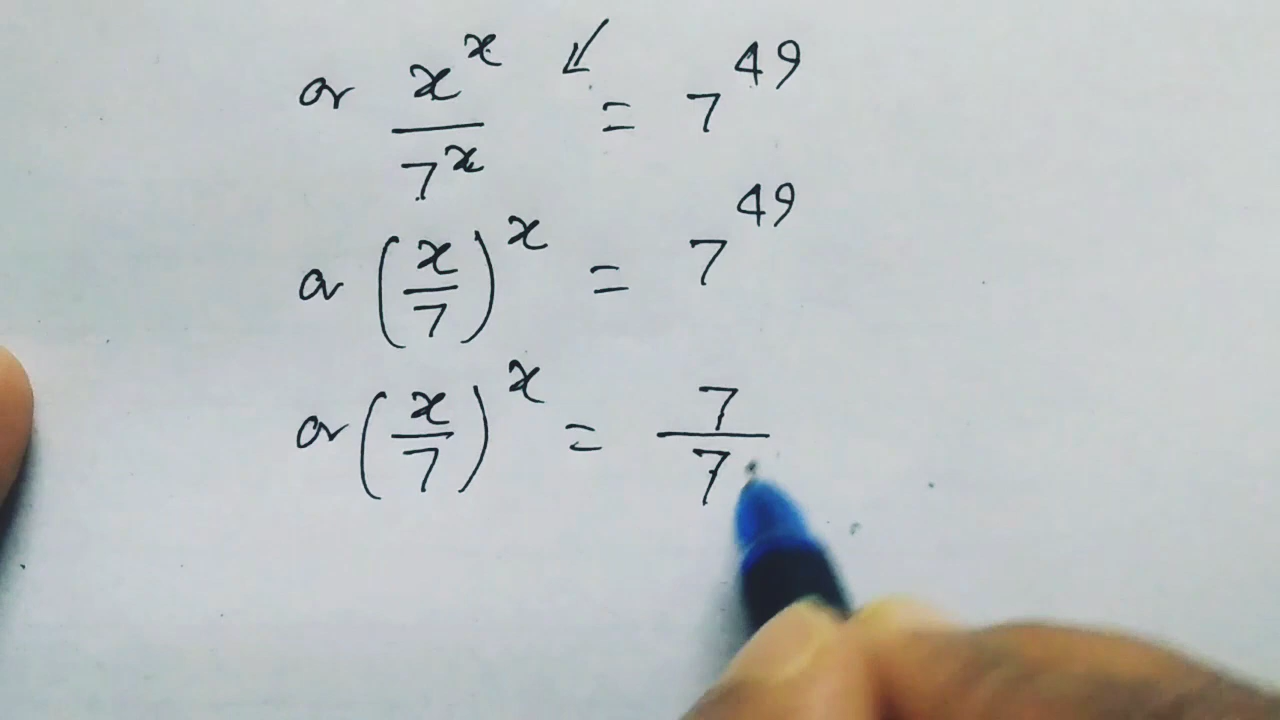 or x^x / 7^x = 7^49
or (x/7)^x = 7^49
or (x/7)^x = 7/7